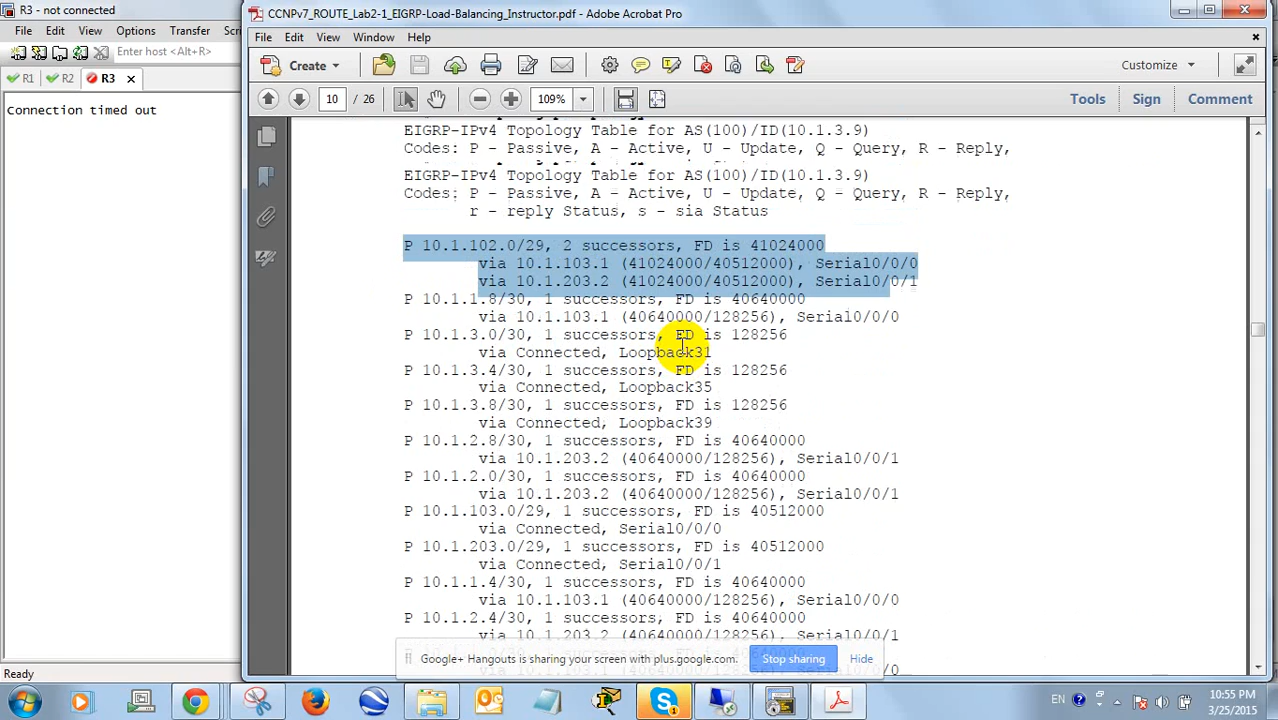 R3 - not connected
File Edit View Options Transfer Scr
Enter host <Alt+R>
R1 R2 R3
Connection timed out
Ready
CCNPv7_ROUTE_Lab2-1_EIGRP-Load-Balancing_Instructor.pdf - Adobe Acrobat Pro
File Edit View Window Help
Create
Customize
10 / 26 109%
Tools Sign Comment
EIGRP-IPv4 Topology Table for AS(100)/ID(10.1.3.9)
Codes: P - Passive, A - Active, U - Update, Q - Query, R - Reply,
EIGRP-IPv4 Topology Table for AS(100)/ID(10.1.3.9)
Codes: P - Passive, A - Active, U - Update, Q - Query, R - Reply,
r - reply Status, s - sia Status
P 10.1.102.0/29, 2 successors, FD is 41024000
via 10.1.103.1 (41024000/40512000), Serial0/0/0
via 10.1.203.2 (41024000/40512000), Serial0/0/1
P 10.1.1.8/30, 1 successors, FD is 40640000
via 10.1.103.1 (40640000/128256), Serial0/0/0
P 10.1.3.0/30, 1 successors, FD is 128256
via Connected, Loopback31
P 10.1.3.4/30, 1 successors, FD is 128256
via Connected, Loopback35
P 10.1.3.8/30, 1 successors, FD is 128256
via Connected, Loopback39
P 10.1.2.8/30, 1 successors, FD is 40640000
via 10.1.203.2 (40640000/128256), Serial0/0/1
P 10.1.2.0/30, 1 successors, FD is 40640000
via 10.1.203.2 (40640000/128256), Serial0/0/1
P 10.1.103.0/29, 1 successors, FD is 40512000
via Connected, Serial0/0/0
P 10.1.203.0/29, 1 successors, FD is 40512000
via Connected, Serial0/0/1
P 10.1.1.4/30, 1 successors, FD is 40640000
via 10.1.103.1 (40640000/128256), Serial0/0/0
P 10.1.2.4/30, 1 successors, FD is 40640000
via 10.1.203.2 (40640000/128256), Serial0/0/1
Google+ Hangouts is sharing your screen with plus.google.com. Stop sharing Hide
EN 10:55 PM
3/25/2015